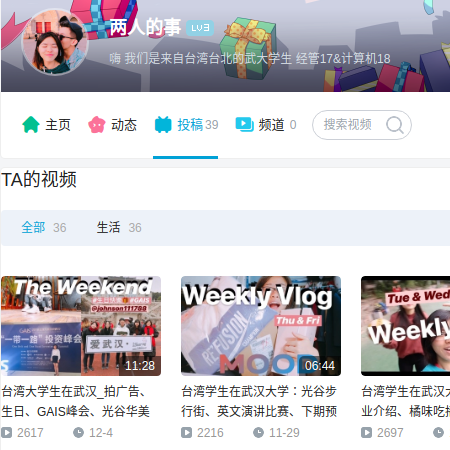 两人的事 LV3
嗨 我们是来自台湾台北的武大学生 经管17&计算机18
主页 动态 投稿 39 频道 0 搜索视频
TA的视频
全部 36 生活 36
The Weekend
#生日快乐 #GAIS
@johnson111788
一带一路"投资峰会
爱武汉
11:28
Weekly Vlog
Thu & Fri
MOOD
06:44
Tue & Wed
Weekly
台湾大学生在武汉_拍广告、
生日、GAIS峰会、光谷华美
2617 12-4
台湾学生在武汉大学：光谷步
行街、英文演讲比赛、下期预
2216 11-29
台湾学生在武汉大
业介绍、橘味吃
2697